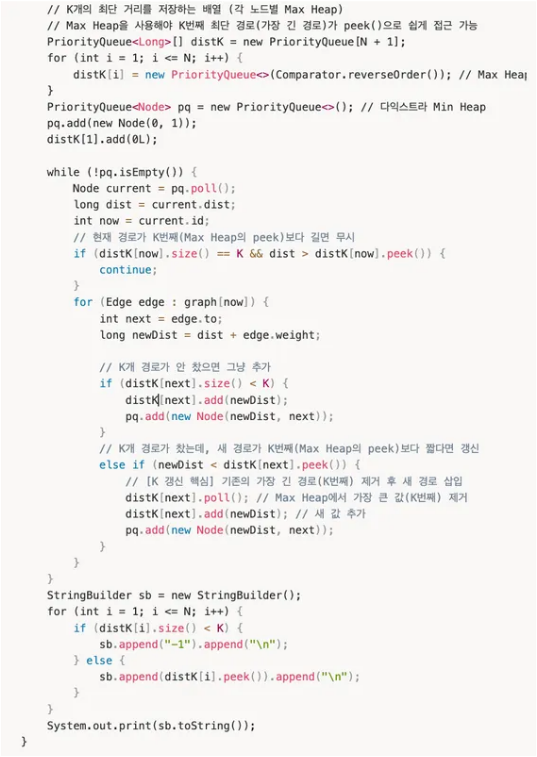 // K개의 최단 거리를 저장하는 배열 (각 노드별 Max Heap)
// Max Heap을 사용해야 K번째 최단 경로(가장 긴 경로)가 peek()으로 쉽게 접근 가능
PriorityQueue<Long>[] distK = new PriorityQueue[N + 1];
for (int i = 1; i <= N; i++) {
distK[i] = new PriorityQueue<>(Comparator.reverseOrder()); // Max Heap
}
PriorityQueue<Node> pq = new PriorityQueue<>(); // 다익스트라 Min Heap
pq.add(new Node(0, 1));
distK[1].add(0L);
while (!pq.isEmpty()) {
Node current = pq.poll();
long dist = current.dist;
int now = current.id;
// 현재 경로가 K번째(Max Heap의 peek)보다 길면 무시
if (distK[now].size() == K && dist > distK[now].peek()) {
continue;
}
for (Edge edge : graph[now]) {
int next = edge.to;
long newDist = dist + edge.weight;
// K개 경로가 안 찼으면 그냥 추가
if (distK[next].size() < K) {
distK[next].add(newDist);
pq.add(new Node(newDist, next));
}
// K개 경로가 찼는데, 새 경로가 K번째(Max Heap의 peek)보다 짧다면 갱신
else if (newDist < distK[next].peek()) {
// [K 갱신 핵심] 기존의 가장 긴 경로(K번째) 제거 후 새 경로 삽입
distK[next].poll(); // Max Heap에서 가장 큰 값(K번째) 제거
distK[next].add(newDist); // 새 값 추가
pq.add(new Node(newDist, next));
}
}
}
StringBuilder sb = new StringBuilder();
for (int i = 1; i <= N; i++) {
if (distK[i].size() < K) {
sb.append("-1").append("\n");
} else {
sb.append(distK[i].peek()).append("\n");
}
}
System.out.print(sb.toString());
}